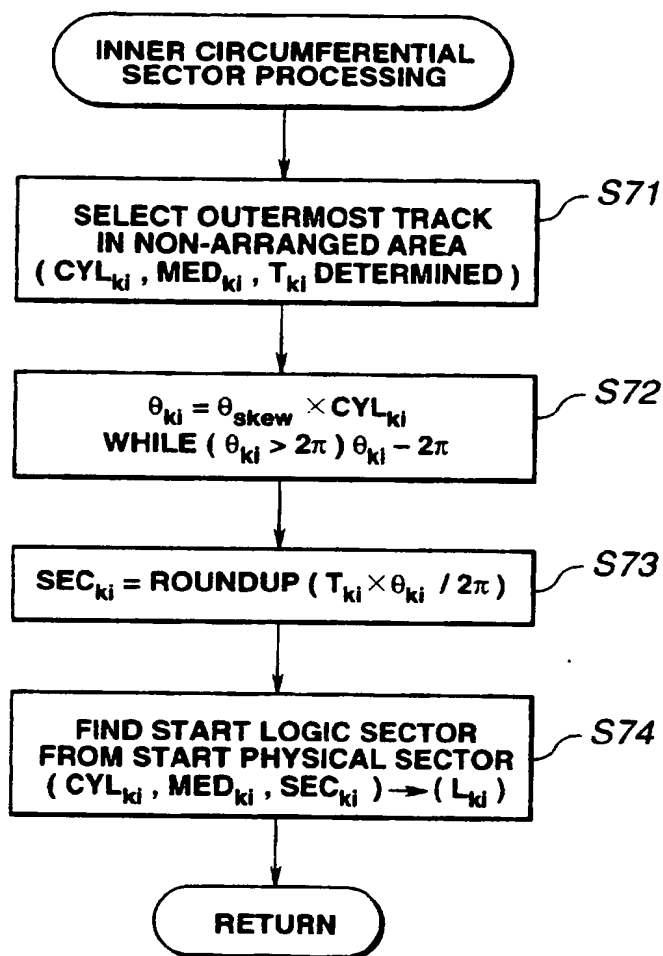 INNER CIRCUMFERENTIAL
SECTOR PROCESSING
S71
SELECT OUTERMOST TRACK
IN NON-ARRANGED AREA
( CYLki , MEDki , Tki DETERMINED )
S72
θki = θskew × CYLki
WHILE ( θki > 2π ) θki − 2π
S73
SECki = ROUNDUP ( Tki × θki / 2π )
S74
FIND START LOGIC SECTOR
FROM START PHYSICAL SECTOR
( CYLki , MEDki , SECki ) → ( Lki )
RETURN